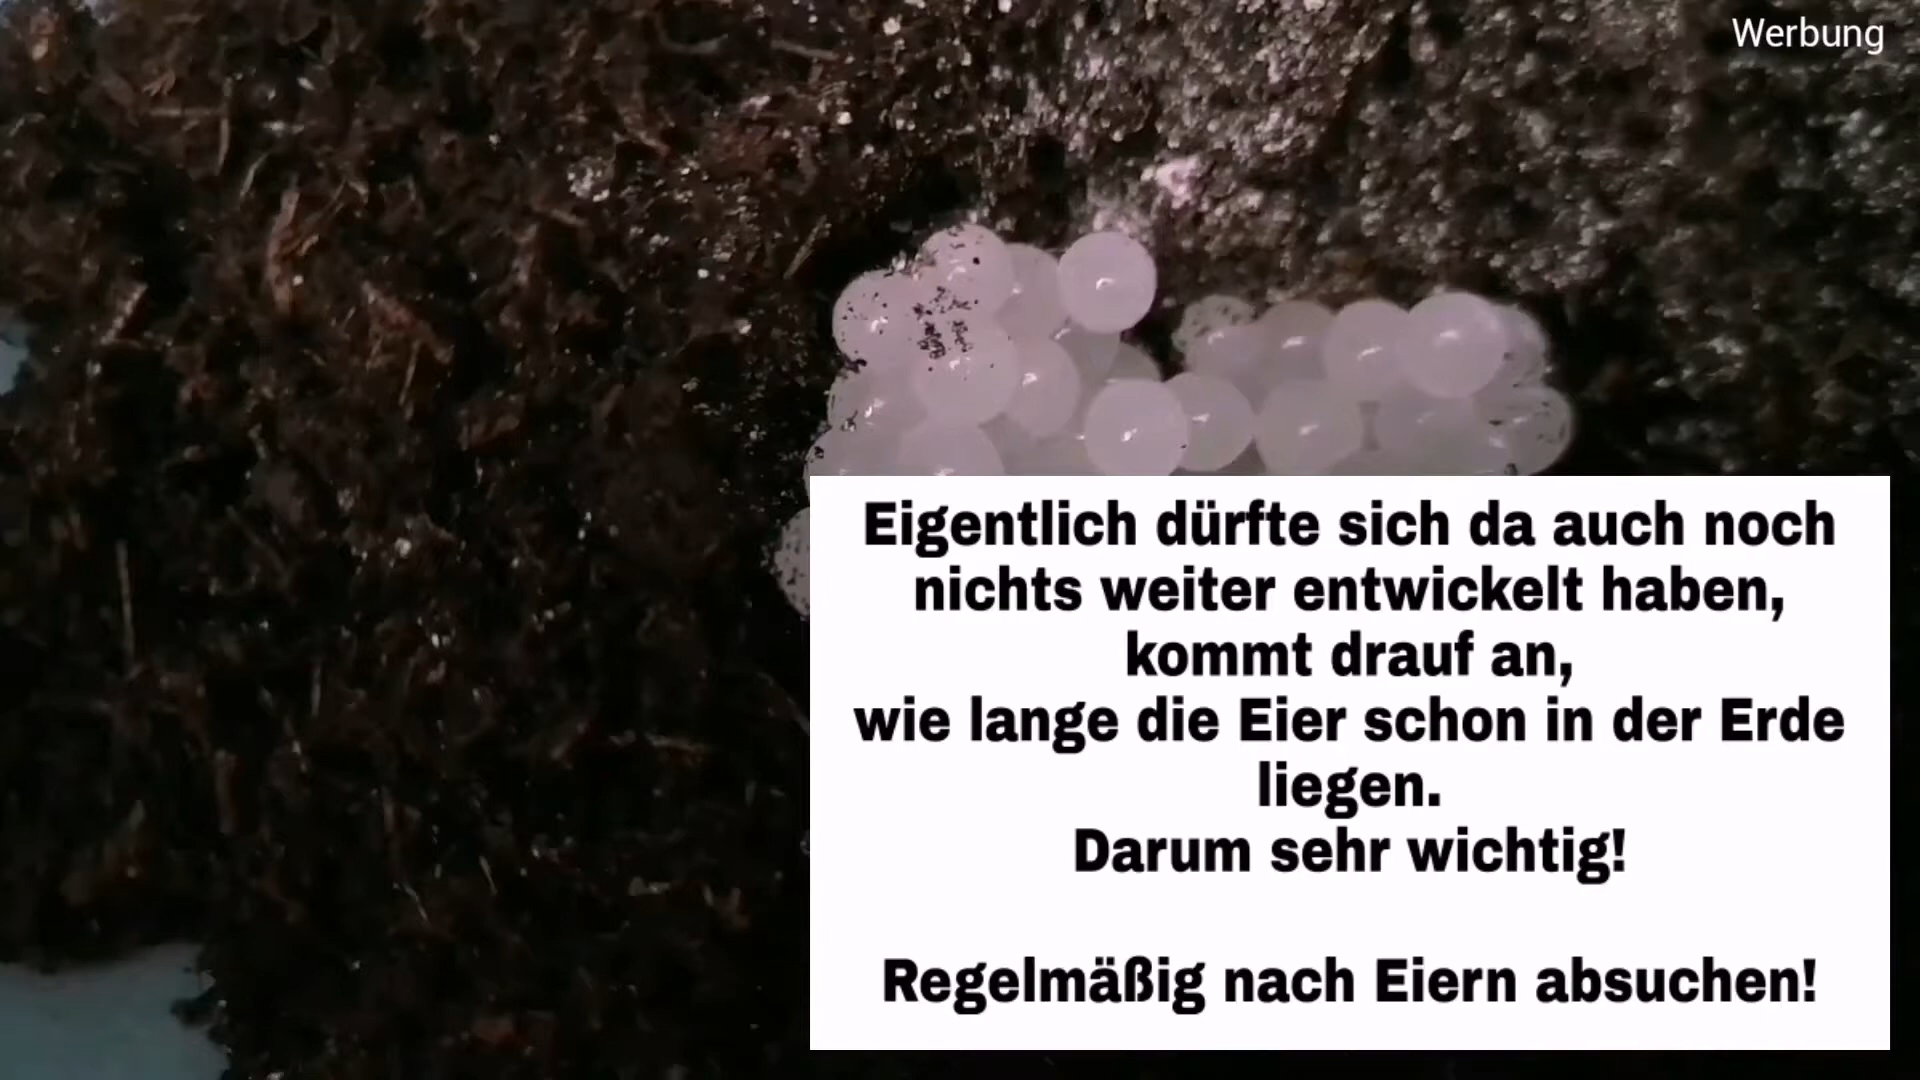 Werbung
Eigentlich dürfte sich da auch noch
nichts weiter entwickelt haben,
kommt drauf an,
wie lange die Eier schon in der Erde
liegen.
Darum sehr wichtig!
Regelmäßig nach Eiern absuchen!